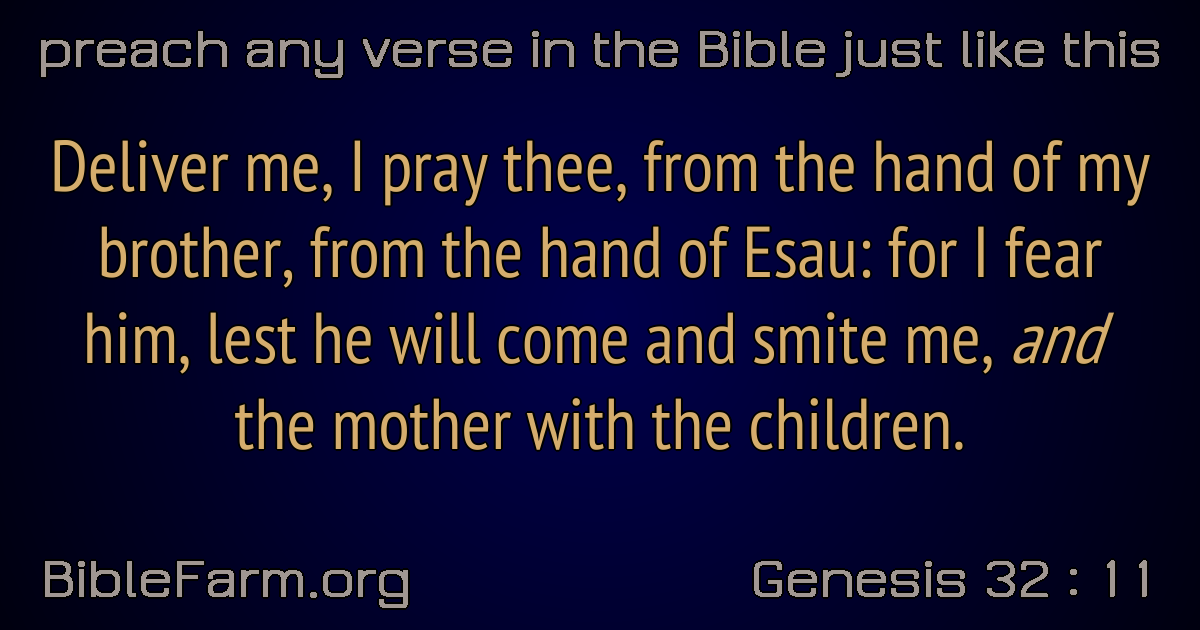 preach any verse in the Bible just like this
Deliver me, I pray thee, from the hand of my
brother, from the hand of Esau: for I fear
him, lest he will come and smite me, and
the mother with the children.
BibleFarm.org
Genesis 32 : 11